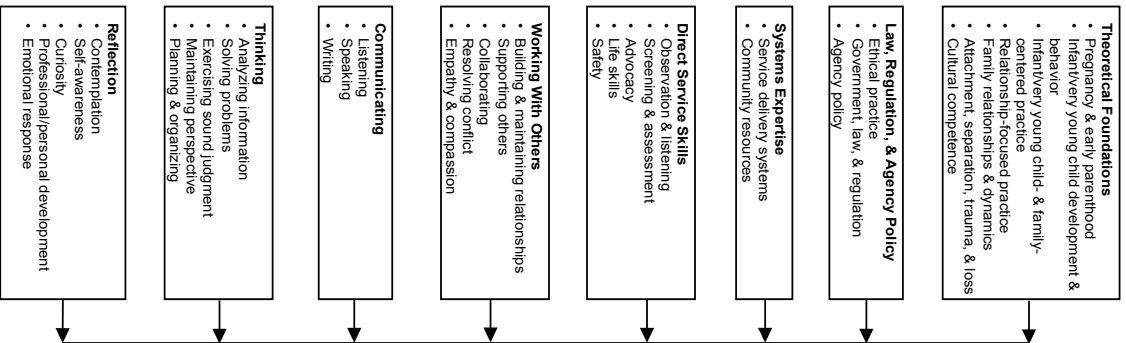 Theoretical Foundations
• Pregnancy & early parenthood
• Infant/very young child development &
behavior
• Infant/very young child- & family-
centered practice
• Relationship-focused practice
• Family relationships & dynamics
• Attachment, separation, trauma, & loss
• Cultural competence
Law, Regulation, & Agency Policy
• Ethical practice
• Government, law, & regulation
• Agency policy
Systems Expertise
• Service delivery systems
• Community resources
Direct Service Skills
• Observation & listening
• Screening & assessment
• Advocacy
• Life skills
• Safety
Working With Others
• Building & maintaining relationships
• Supporting others
• Collaborating
• Resolving conflict
• Empathy & compassion
Communicating
• Listening
• Speaking
• Writing
Thinking
• Analyzing information
• Solving problems
• Exercising sound judgment
• Maintaining perspective
• Planning & organizing
Reflection
• Contemplation
• Self-awareness
• Curiosity
• Professional/personal development
• Emotional response